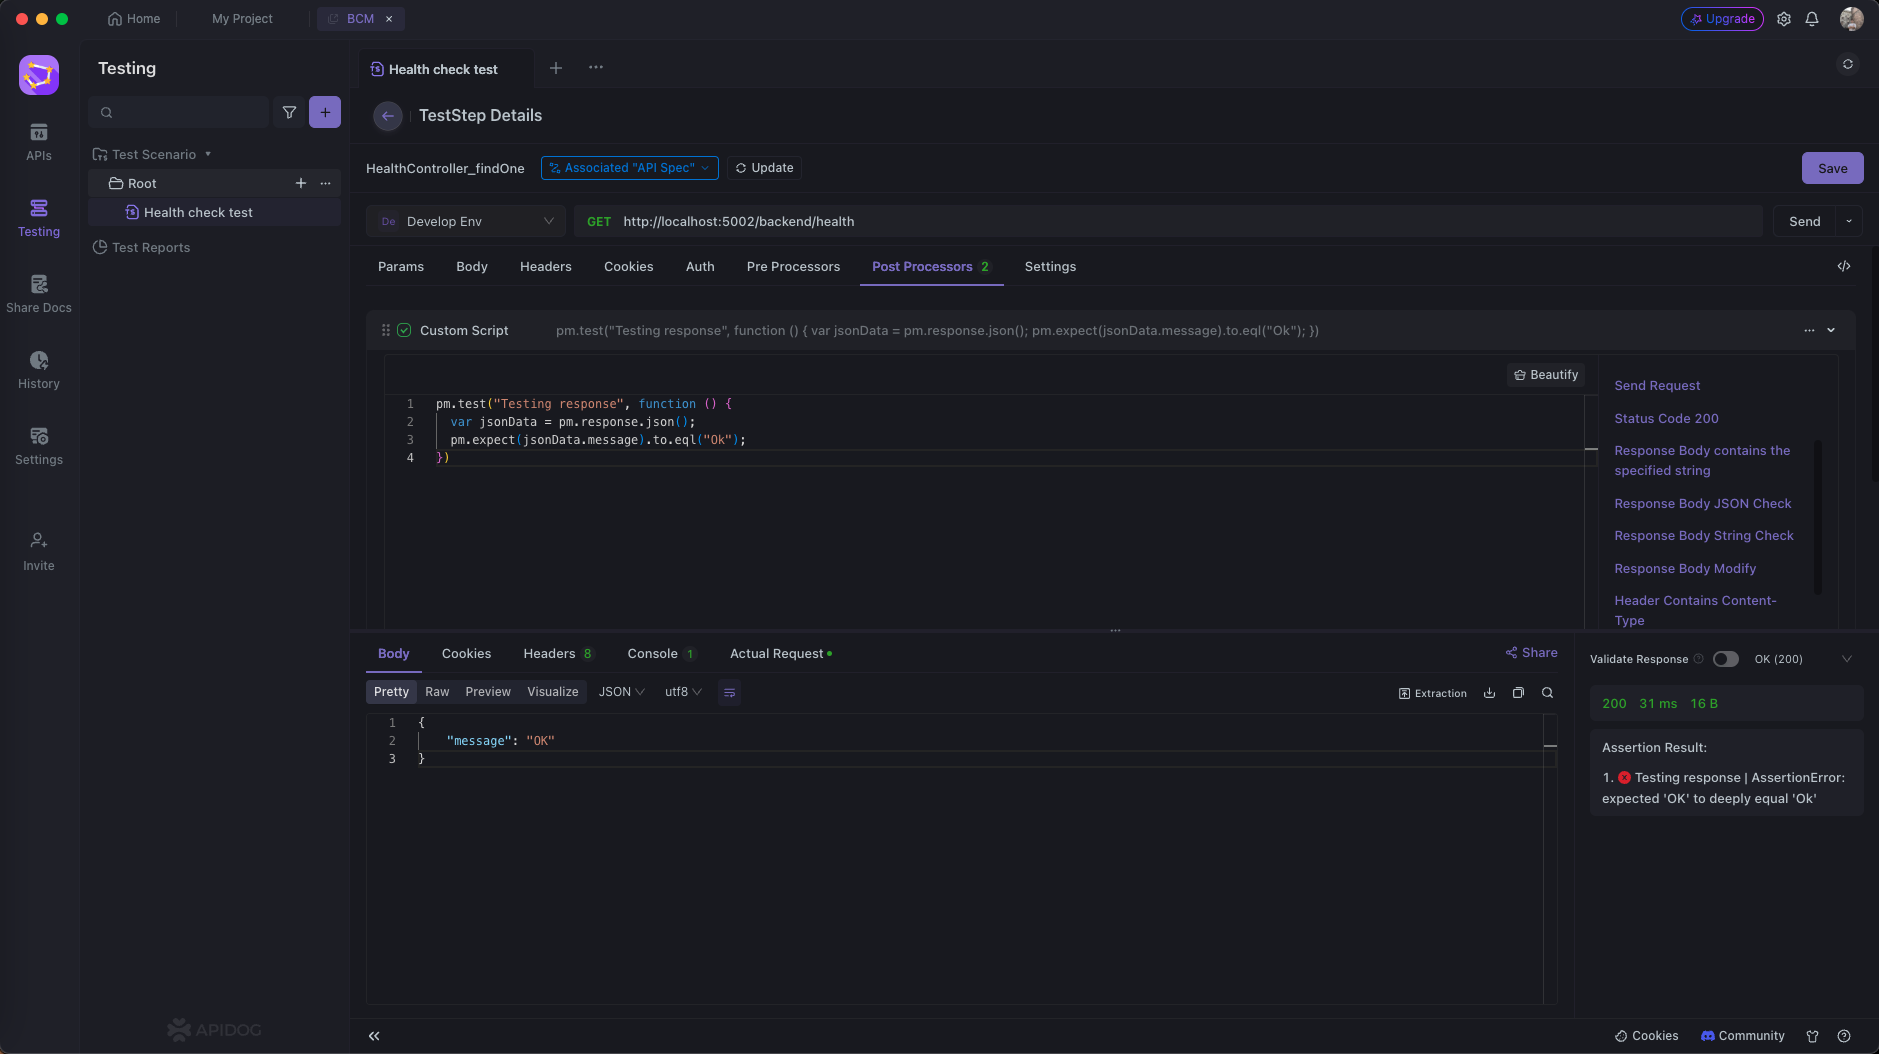 Home
My Project
BCM
Upgrade
Testing
Health check test
APIs
Testing
Share Docs
History
Settings
Invite
Test Scenario
Root
Health check test
Test Reports
APIDOG
TestStep Details
HealthController_findOne
Associated "API Spec"
Update
Save
De Develop Env
GET http://localhost:5002/backend/health
Send
Params Body Headers Cookies Auth Pre Processors Post Processors 2 Settings
Custom Script pm.test("Testing response", function () { var jsonData = pm.response.json(); pm.expect(jsonData.message).to.eql("Ok"); })
Beautify
1 pm.test("Testing response", function () {
2 var jsonData = pm.response.json();
3 pm.expect(jsonData.message).to.eql("Ok");
4 })
Send Request
Status Code 200
Response Body contains the
specified string
Response Body JSON Check
Response Body String Check
Response Body Modify
Header Contains Content-
Type
Body Cookies Headers 8 Console 1 Actual Request
Share
Pretty Raw Preview Visualize JSON utf8
Extraction
1 {
2 "message": "OK"
3 }
Validate Response OK (200)
200 31 ms 16 B
Assertion Result:
1. Testing response | AssertionError:
expected 'OK' to deeply equal 'Ok'
Cookies
Community